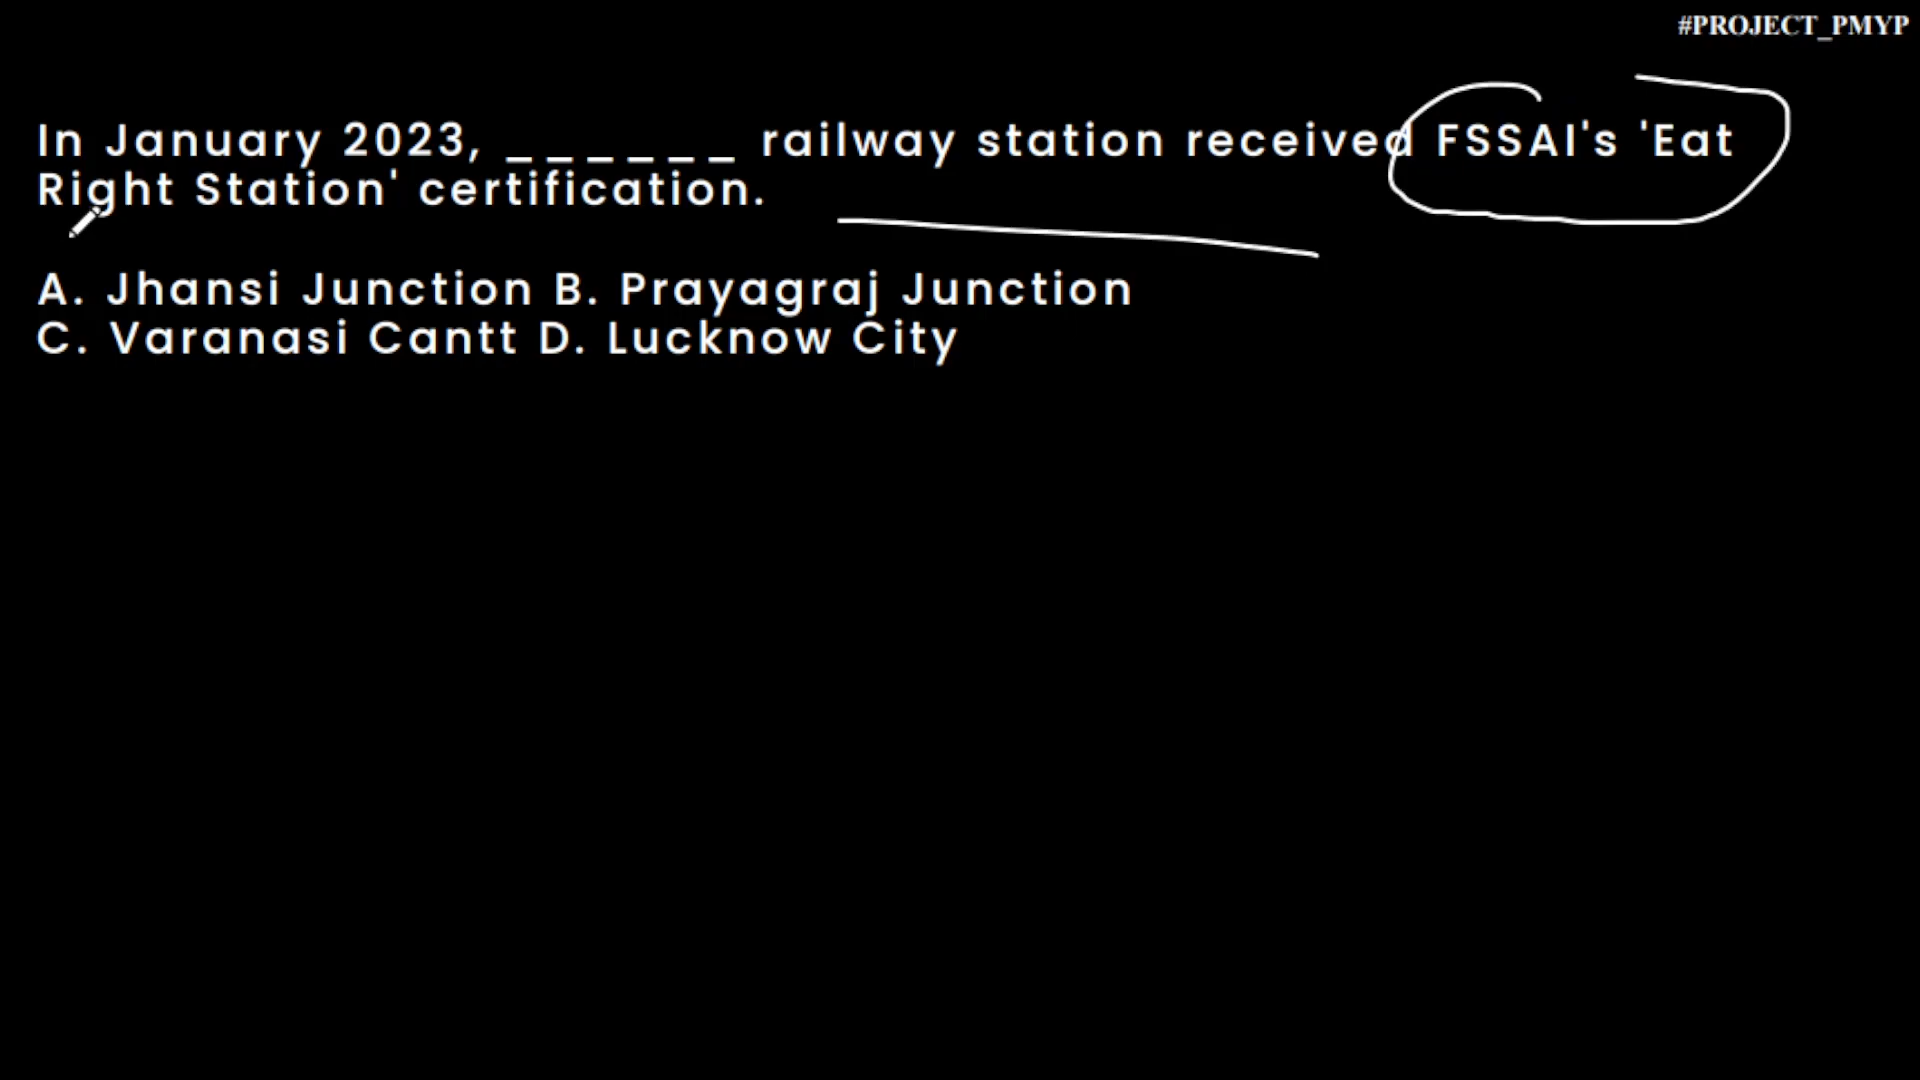 #PROJECT_PMYP
In January 2023, _ _ _ _ _ _ railway station received FSSAI's 'Eat
Right Station' certification.
A. Jhansi Junction B. Prayagraj Junction
C. Varanasi Cantt D. Lucknow City